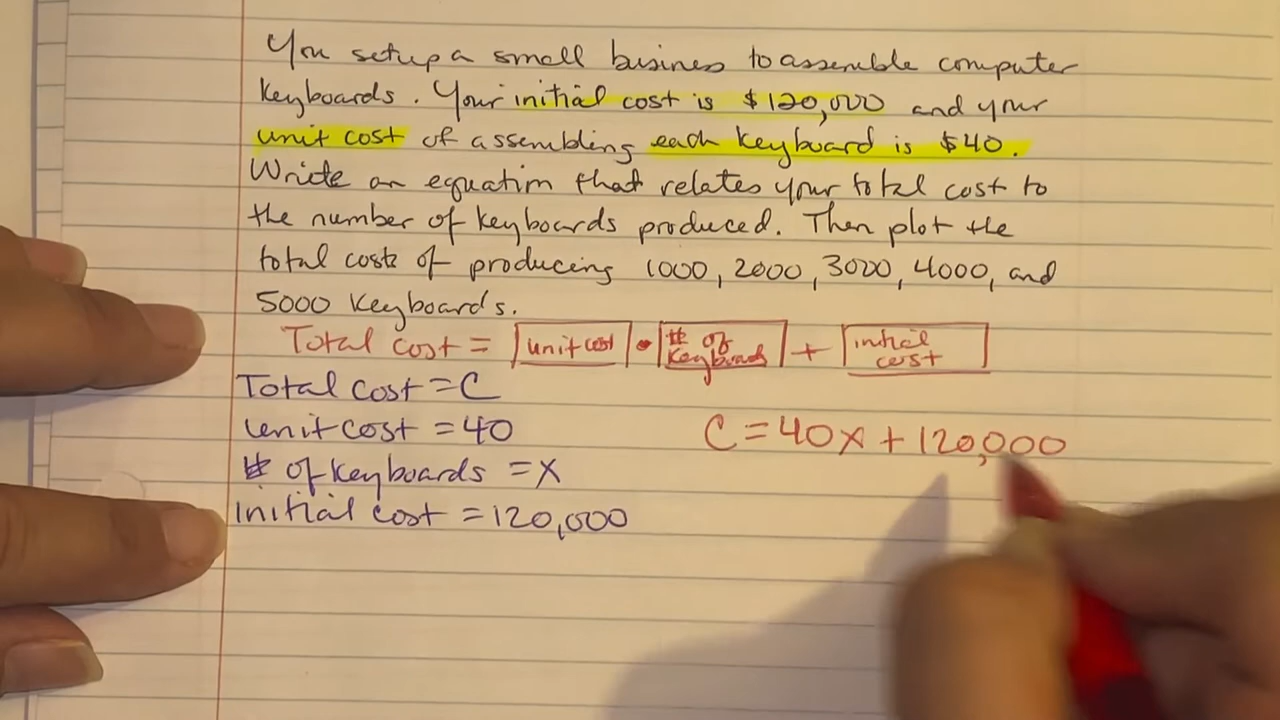 You setup a small business to assemble computer
keyboards. Your initial cost is $120,000 and your
unit cost of assembling each keyboard is $40.
Write an equation that relates your total cost to
the number of keyboards produced. Then plot the
total costs of producing 1000, 2000, 3000, 4000, and
5000 keyboards.
Total cost = unit cost • # of keyboards + initial cost
Total cost = C
unit cost = 40
C = 40x + 120,000
# of keyboards = x
initial cost = 120,000